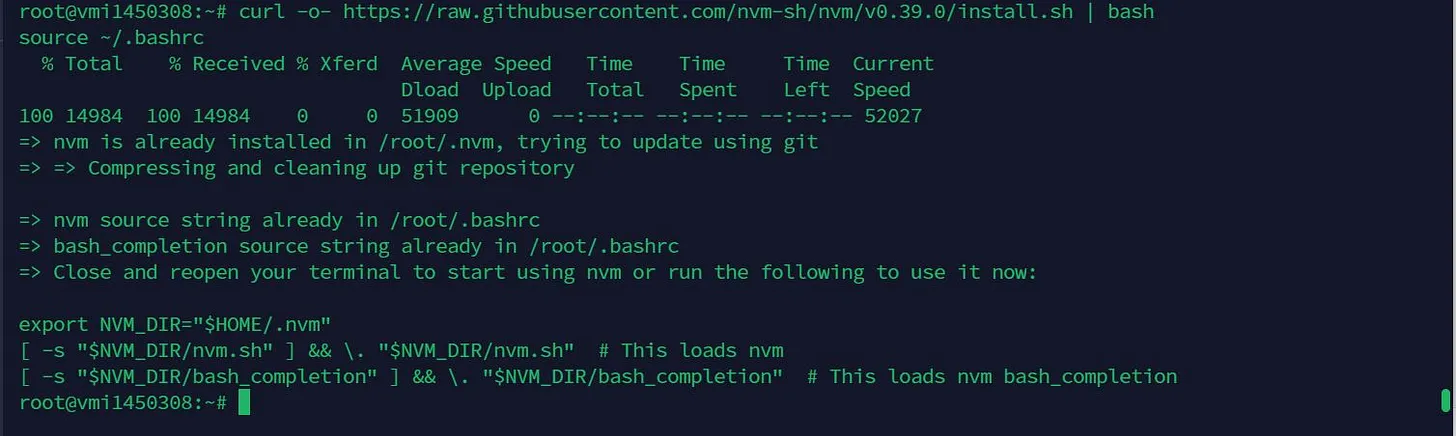 root@vmi1450308:~# curl -o- https://raw.githubusercontent.com/nvm-sh/nvm/v0.39.0/install.sh | bash
source ~/.bashrc
  % Total    % Received % Xferd  Average Speed   Time    Time     Time  Current
                                 Dload  Upload   Total   Spent    Left  Speed
100 14984  100 14984    0     0  51909      0 --:--:-- --:--:-- --:--:-- 52027
=> nvm is already installed in /root/.nvm, trying to update using git
=> => Compressing and cleaning up git repository

=> nvm source string already in /root/.bashrc
=> bash_completion source string already in /root/.bashrc
=> Close and reopen your terminal to start using nvm or run the following to use it now:

export NVM_DIR="$HOME/.nvm"
[ -s "$NVM_DIR/nvm.sh" ] && \. "$NVM_DIR/nvm.sh"  # This loads nvm
[ -s "$NVM_DIR/bash_completion" ] && \. "$NVM_DIR/bash_completion"  # This loads nvm bash_completion
root@vmi1450308:~#